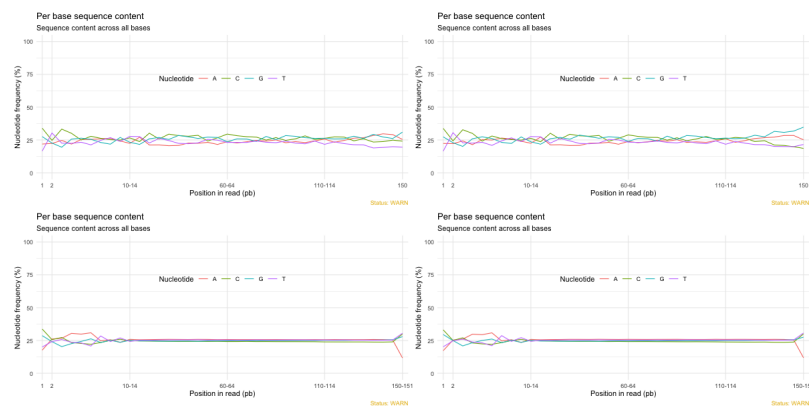 Per base sequence content
Sequence content across all bases
100
75
50
25
0
Nucleotide frequency (%)
Nucleotide A C G T
1 2 10-14 60-64 110-114 150
Position in read (pb)
Status: WARN
Per base sequence content
Sequence content across all bases
100
75
50
25
0
Nucleotide frequency (%)
Nucleotide A C G T
1 2 10-14 60-64 110-114 150
Position in read (pb)
Status: WARN
Per base sequence content
Sequence content across all bases
100
75
50
25
0
Nucleotide frequency (%)
Nucleotide A C G T
1 2 10-14 60-64 110-114 150-151
Position in read (pb)
Status: WARN
Per base sequence content
Sequence content across all bases
100
75
50
25
0
Nucleotide frequency (%)
Nucleotide A C G T
1 2 10-14 60-64 110-114 150-151
Position in read (pb)
Status: WARN